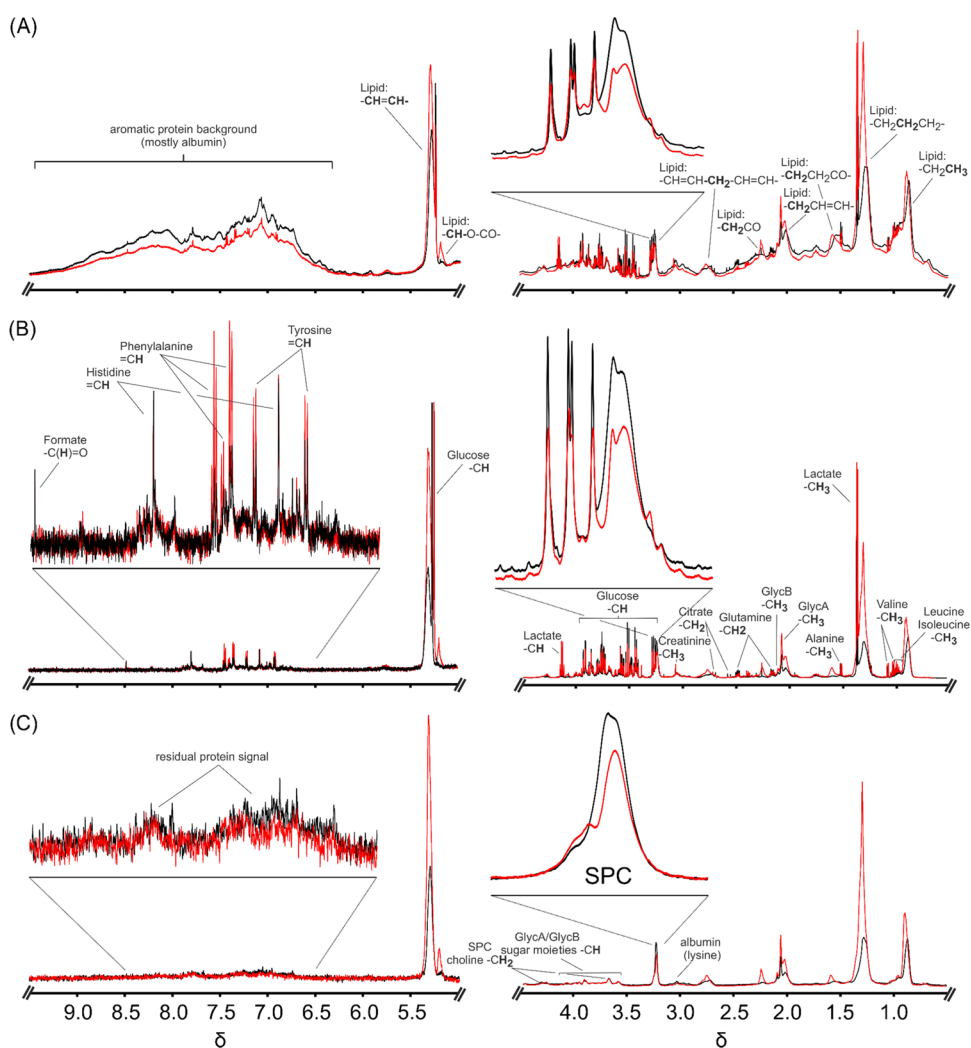 (A)
aromatic protein background
(mostly albumin)
Lipid:
-CH=CH-
Lipid:
-CH-O-CO-
Lipid:
-CH=CH-CH2-CH=CH-
Lipid:
-CH2CO
Lipid:
-CH2CH2CO-
Lipid:
-CH2CH=CH-
Lipid:
-CH2CH2CH2-
Lipid:
-CH2CH3
(B)
Formate
-C(H)=O
Histidine
=CH
Phenylalanine
=CH
Tyrosine
=CH
Glucose
-CH
Lactate
-CH
Glucose
-CH
Creatinine
-CH3
Citrate
-CH2
Glutamine
-CH2
GlycB
-CH3
GlycA
-CH3
Alanine
-CH3
Lactate
-CH3
Valine
-CH3
Leucine
Isoleucine
-CH3
(C)
residual protein signal
SPC
SPC
choline -CH2
GlycA/GlycB
sugar moieties -CH
albumin
(lysine)
9.0 8.5 8.0 7.5 7.0 6.5 6.0 5.5
4.0 3.5 3.0 2.5 2.0 1.5 1.0
δ
δ